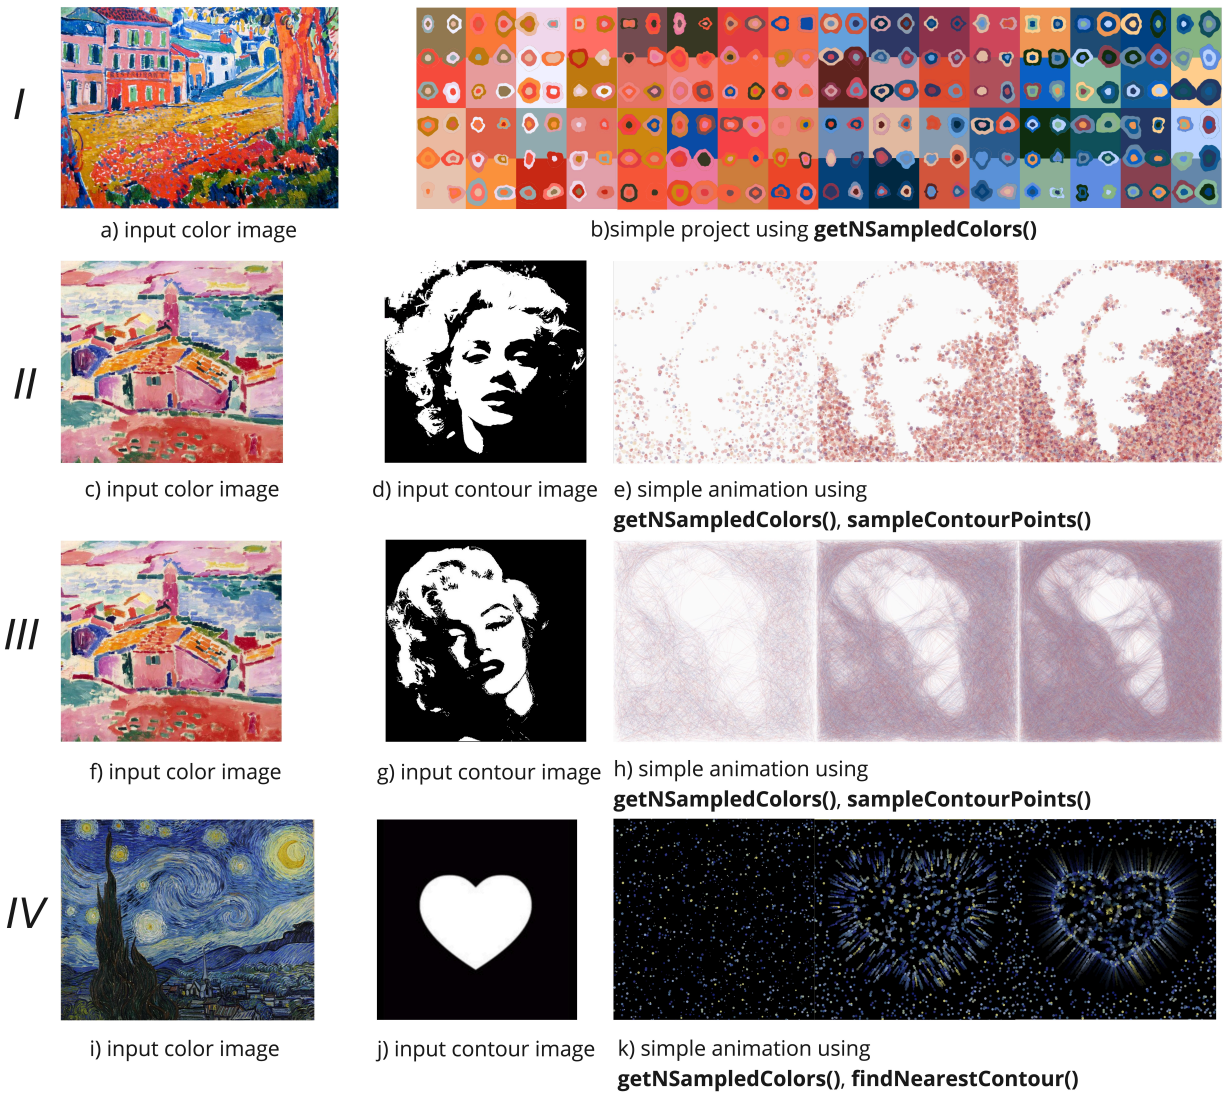 I
a) input color image
b)simple project using getNSampledColors()
II
c) input color image
d) input contour image
e) simple animation using
getNSampledColors(), sampleContourPoints()
III
f) input color image
g) input contour image
h) simple animation using
getNSampledColors(), sampleContourPoints()
IV
i) input color image
j) input contour image
k) simple animation using
getNSampledColors(), findNearestContour()